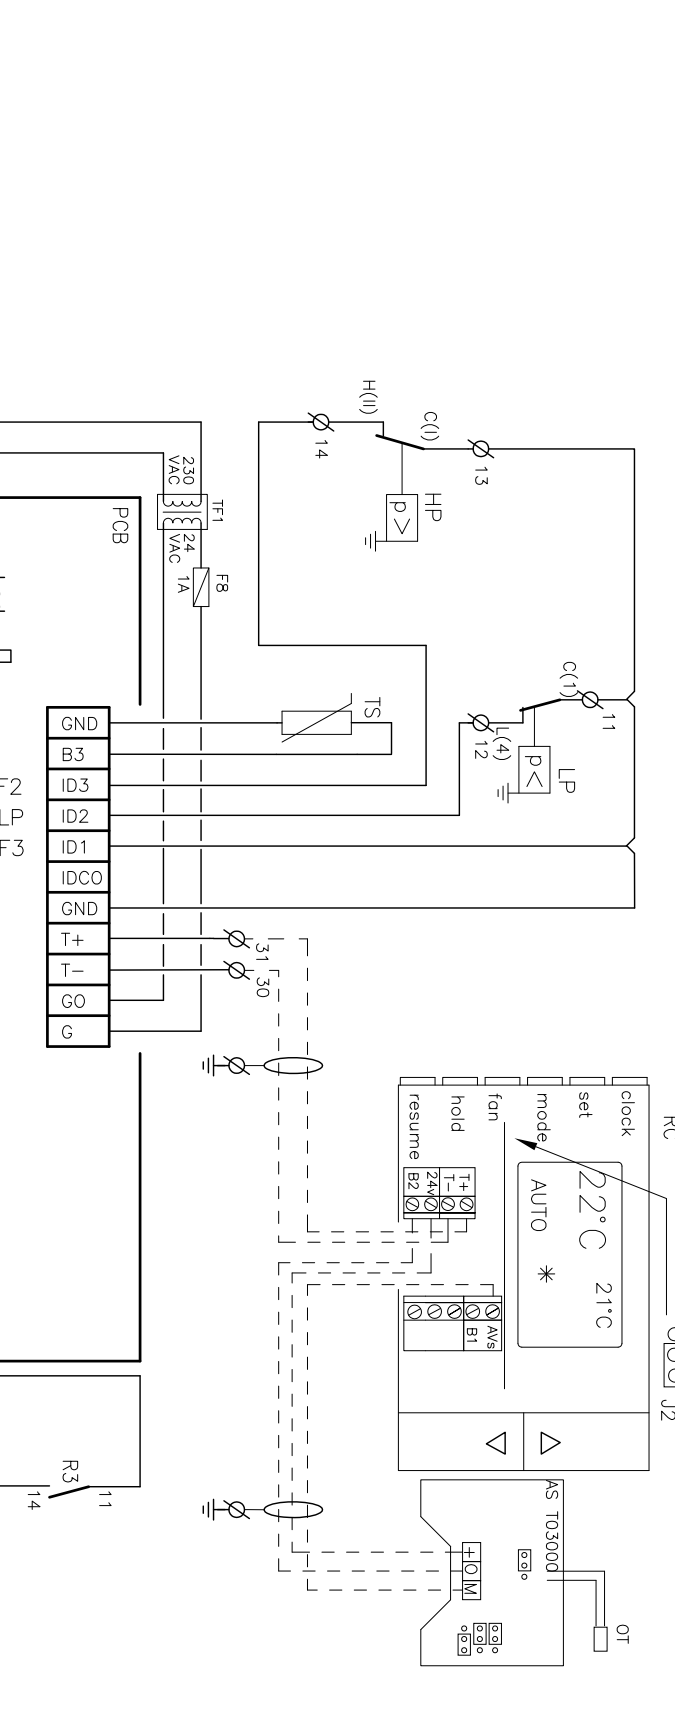 H(II)
C(I)
14
13
HP
p >
230
VAC
TF1
24
VAC
PCB
F8
1A
C(1)
11
L(4)
12
LP
p <
TS
GND
B3
ID3
ID2
ID1
IDCO
GND
T+
T-
GO
G
F2
LP
F3
31
30
RC
clock
set
mode
fan
hold
resume
T+
T-
24v
B2
22°C
21°C
AUTO
AVs
B1
J2
R3
11
14
AS T03000
+
O
M
OT